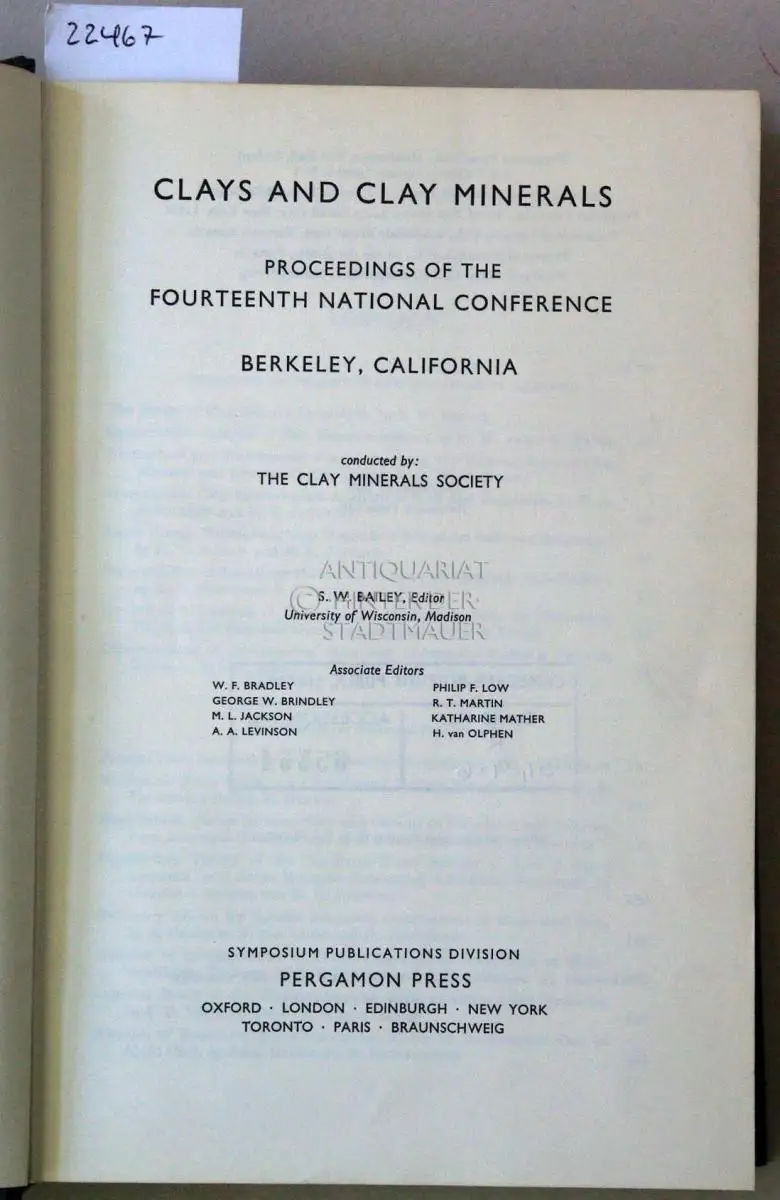 22467
CLAYS AND CLAY MINERALS
PROCEEDINGS OF THE
FOURTEENTH NATIONAL CONFERENCE
BERKELEY, CALIFORNIA
conducted by:
THE CLAY MINERALS SOCIETY
ANTIQUARIAT
© HINTER DER
STADTMAUER
S. W. BAILEY, Editor
University of Wisconsin, Madison
Associate Editors
W. F. BRADLEY
GEORGE W. BRINDLEY
M. L. JACKSON
A. A. LEVINSON
PHILIP F. LOW
R. T. MARTIN
KATHARINE MATHER
H. van OLPHEN
SYMPOSIUM PUBLICATIONS DIVISION
PERGAMON PRESS
OXFORD · LONDON · EDINBURGH · NEW YORK
TORONTO · PARIS · BRAUNSCHWEIG